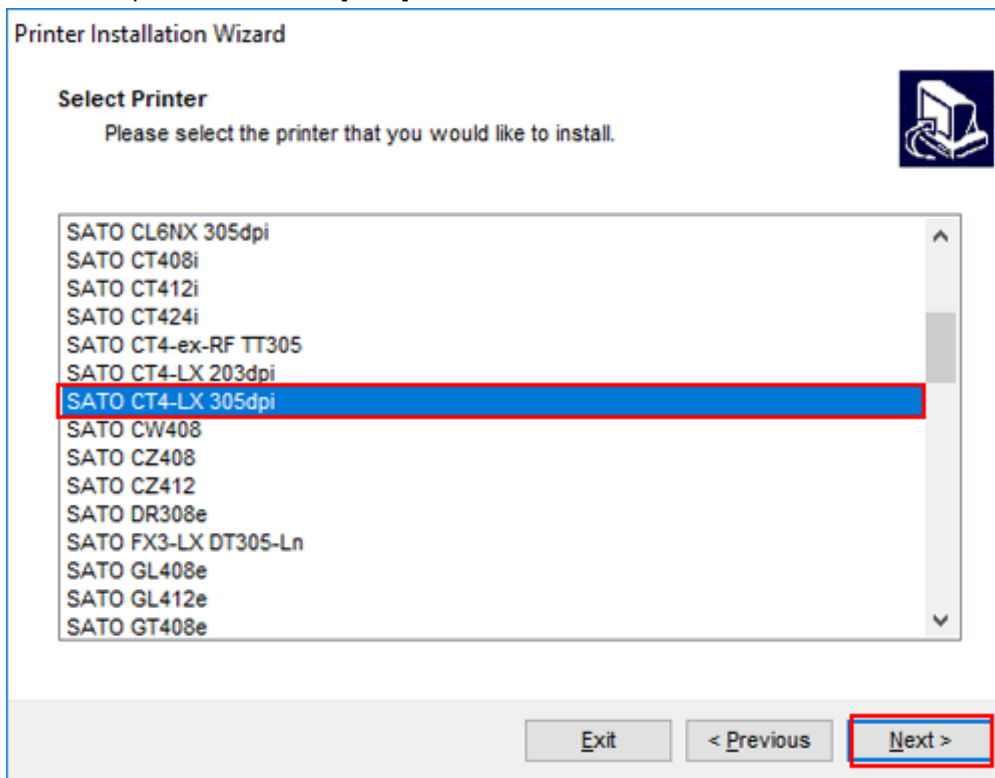 Printer Installation Wizard
Select Printer
Please select the printer that you would like to install.
SATO CL6NX 305dpi
SATO CT408i
SATO CT412i
SATO CT424i
SATO CT4-ex-RF TT305
SATO CT4-LX 203dpi
SATO CT4-LX 305dpi
SATO CW408
SATO CZ408
SATO CZ412
SATO DR308e
SATO FX3-LX DT305-Ln
SATO GL408e
SATO GL412e
SATO GT408e
Exit < Previous Next >